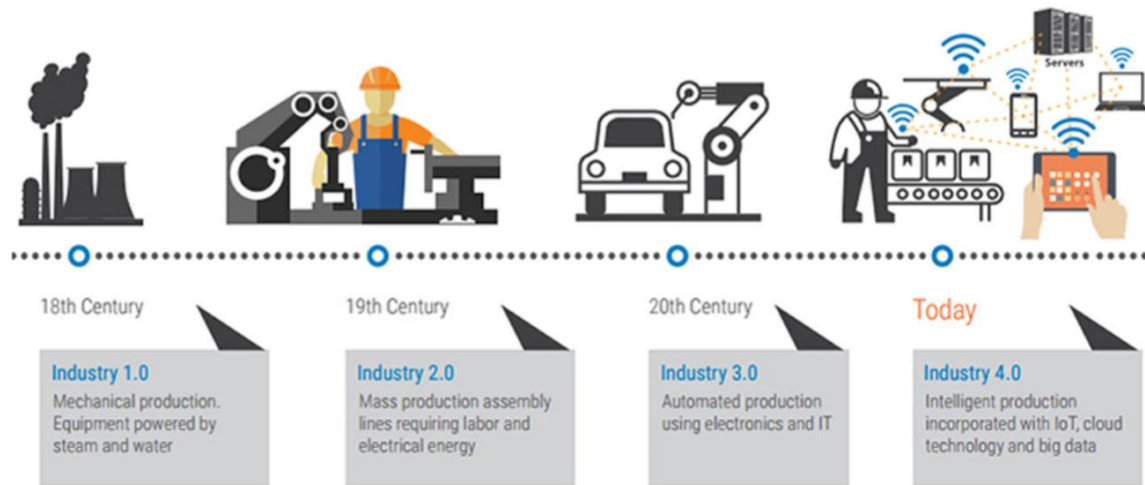 Servers
18th Century
Industry 1.0
Mechanical production.
Equipment powered by
steam and water
19th Century
Industry 2.0
Mass production assembly
lines requiring labor and
electrical energy
20th Century
Industry 3.0
Automated production
using electronics and IT
Today
Industry 4.0
Intelligent production
incorporated with IoT, cloud
technology and big data